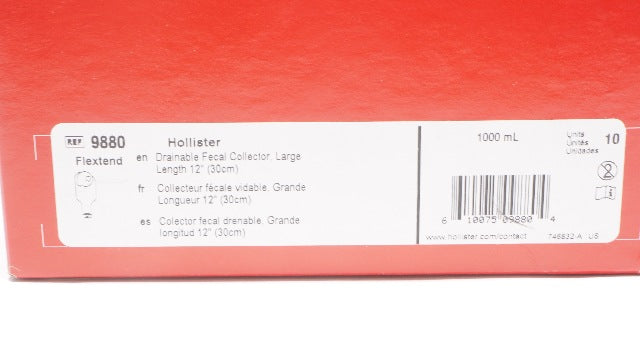 REF 9880 Hollister
Flextend
en Drainable Fecal Collector, Large
Length 12" (30cm)
fr Collecteur fécale vidable, Grande
Longueur 12" (30cm)
es Colector fecal drenable, Grande
longitud 12" (30cm)
1000 mL
Units
Unités
Unidades
10
6 10075 09880 4
www.hollister.com/contact
746832-A US